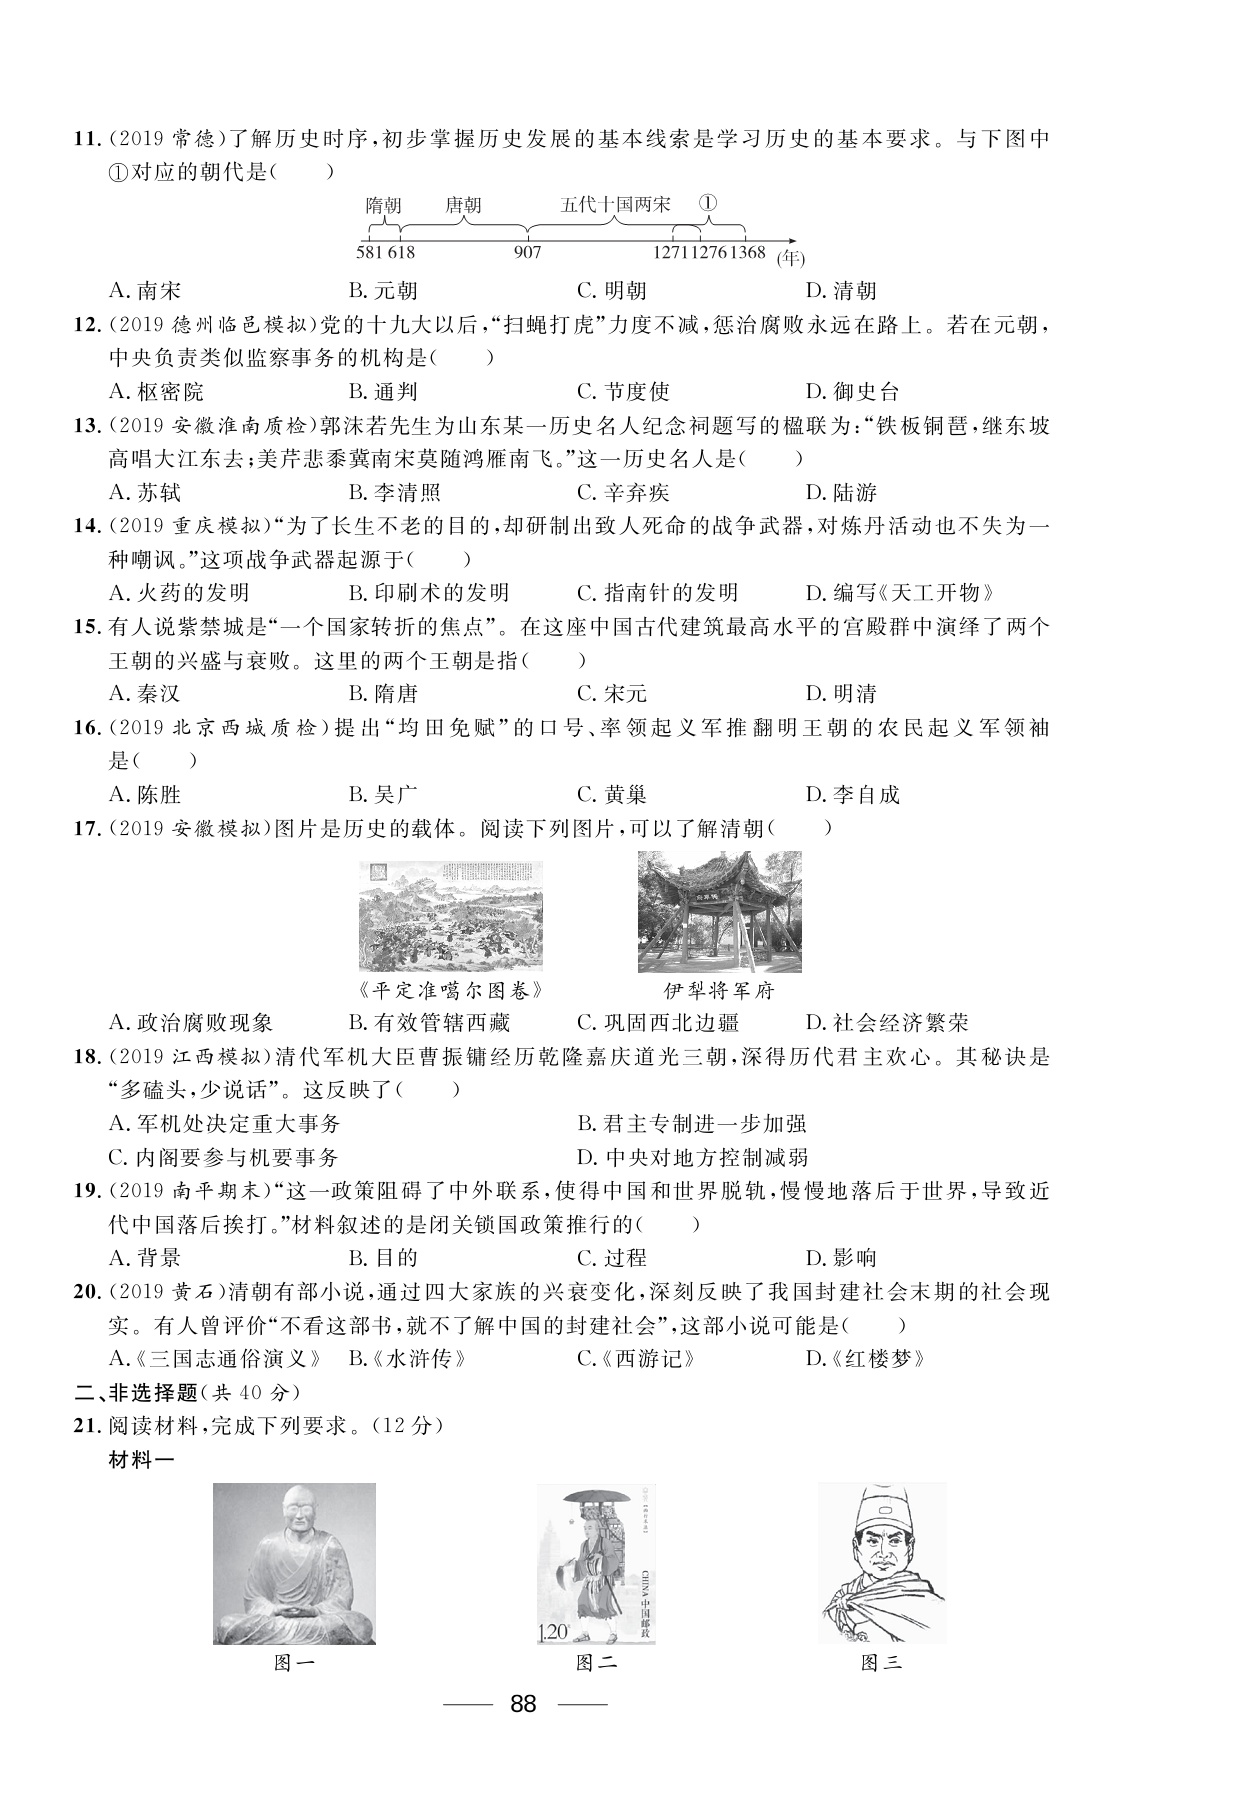 11.(2019 常德)了解历史时序,初步掌握历史发展的基本线索是学习历史的基本要求。与下图中
①对应的朝代是(　　)
隋朝 唐朝 五代十国两宋 ①
581 618 907 1271 1276 1368 (年)
A. 南宋 B. 元朝 C. 明朝 D. 清朝
12.(2019 德州临邑模拟)党的十九大以后,“扫蝇打虎”力度不减,惩治腐败永远在路上。若在元朝,
中央负责类似监察事务的机构是(　　)
A. 枢密院 B. 通判 C. 节度使 D. 御史台
13.(2019 安徽淮南质检)郭沫若先生为山东某一历史名人纪念祠题写的楹联为:“铁板铜琶,继东坡
高唱大江东去;美芹悲黍冀南宋莫随鸿雁南飞。”这一历史名人是(　　)
A. 苏轼 B. 李清照 C. 辛弃疾 D. 陆游
14.(2019 重庆模拟)“为了长生不老的目的,却研制出致人死命的战争武器,对炼丹活动也不失为一
种嘲讽。”这项战争武器起源于(　　)
A. 火药的发明 B. 印刷术的发明 C. 指南针的发明 D. 编写《天工开物》
15. 有人说紫禁城是“一个国家转折的焦点”。在这座中国古代建筑最高水平的宫殿群中演绎了两个
王朝的兴盛与衰败。这里的两个王朝是指(　　)
A. 秦汉 B. 隋唐 C. 宋元 D. 明清
16.(2019 北京西城质检)提出“均田免赋”的口号、率领起义军推翻明王朝的农民起义军领袖
是(　　)
A. 陈胜 B. 吴广 C. 黄巢 D. 李自成
17.(2019 安徽模拟)图片是历史的载体。阅读下列图片,可以了解清朝(　　)
《平定准噶尔图卷》 伊犁将军府
A. 政治腐败现象 B. 有效管辖西藏 C. 巩固西北边疆 D. 社会经济繁荣
18.(2019 江西模拟)清代军机大臣曹振镛经历乾隆嘉庆道光三朝,深得历代君主欢心。其秘诀是
“多磕头,少说话”。这反映了(　　)
A. 军机处决定重大事务 B. 君主专制进一步加强
C. 内阁要参与机要事务 D. 中央对地方控制减弱
19.(2019 南平期末)“这一政策阻碍了中外联系,使得中国和世界脱轨,慢慢地落后于世界,导致近
代中国落后挨打。”材料叙述的是闭关锁国政策推行的(　　)
A. 背景 B. 目的 C. 过程 D. 影响
20.(2019 黄石)清朝有部小说,通过四大家族的兴衰变化,深刻反映了我国封建社会末期的社会现
实。有人曾评价“不看这部书,就不了解中国的封建社会”,这部小说可能是(　　)
A.《三国志通俗演义》 B.《水浒传》 C.《西游记》 D.《红楼梦》
二、非选择题(共 40 分)
21. 阅读材料,完成下列要求。(12 分)
材料一
1.20 CHINA 中国邮政
图一 图二 图三
88